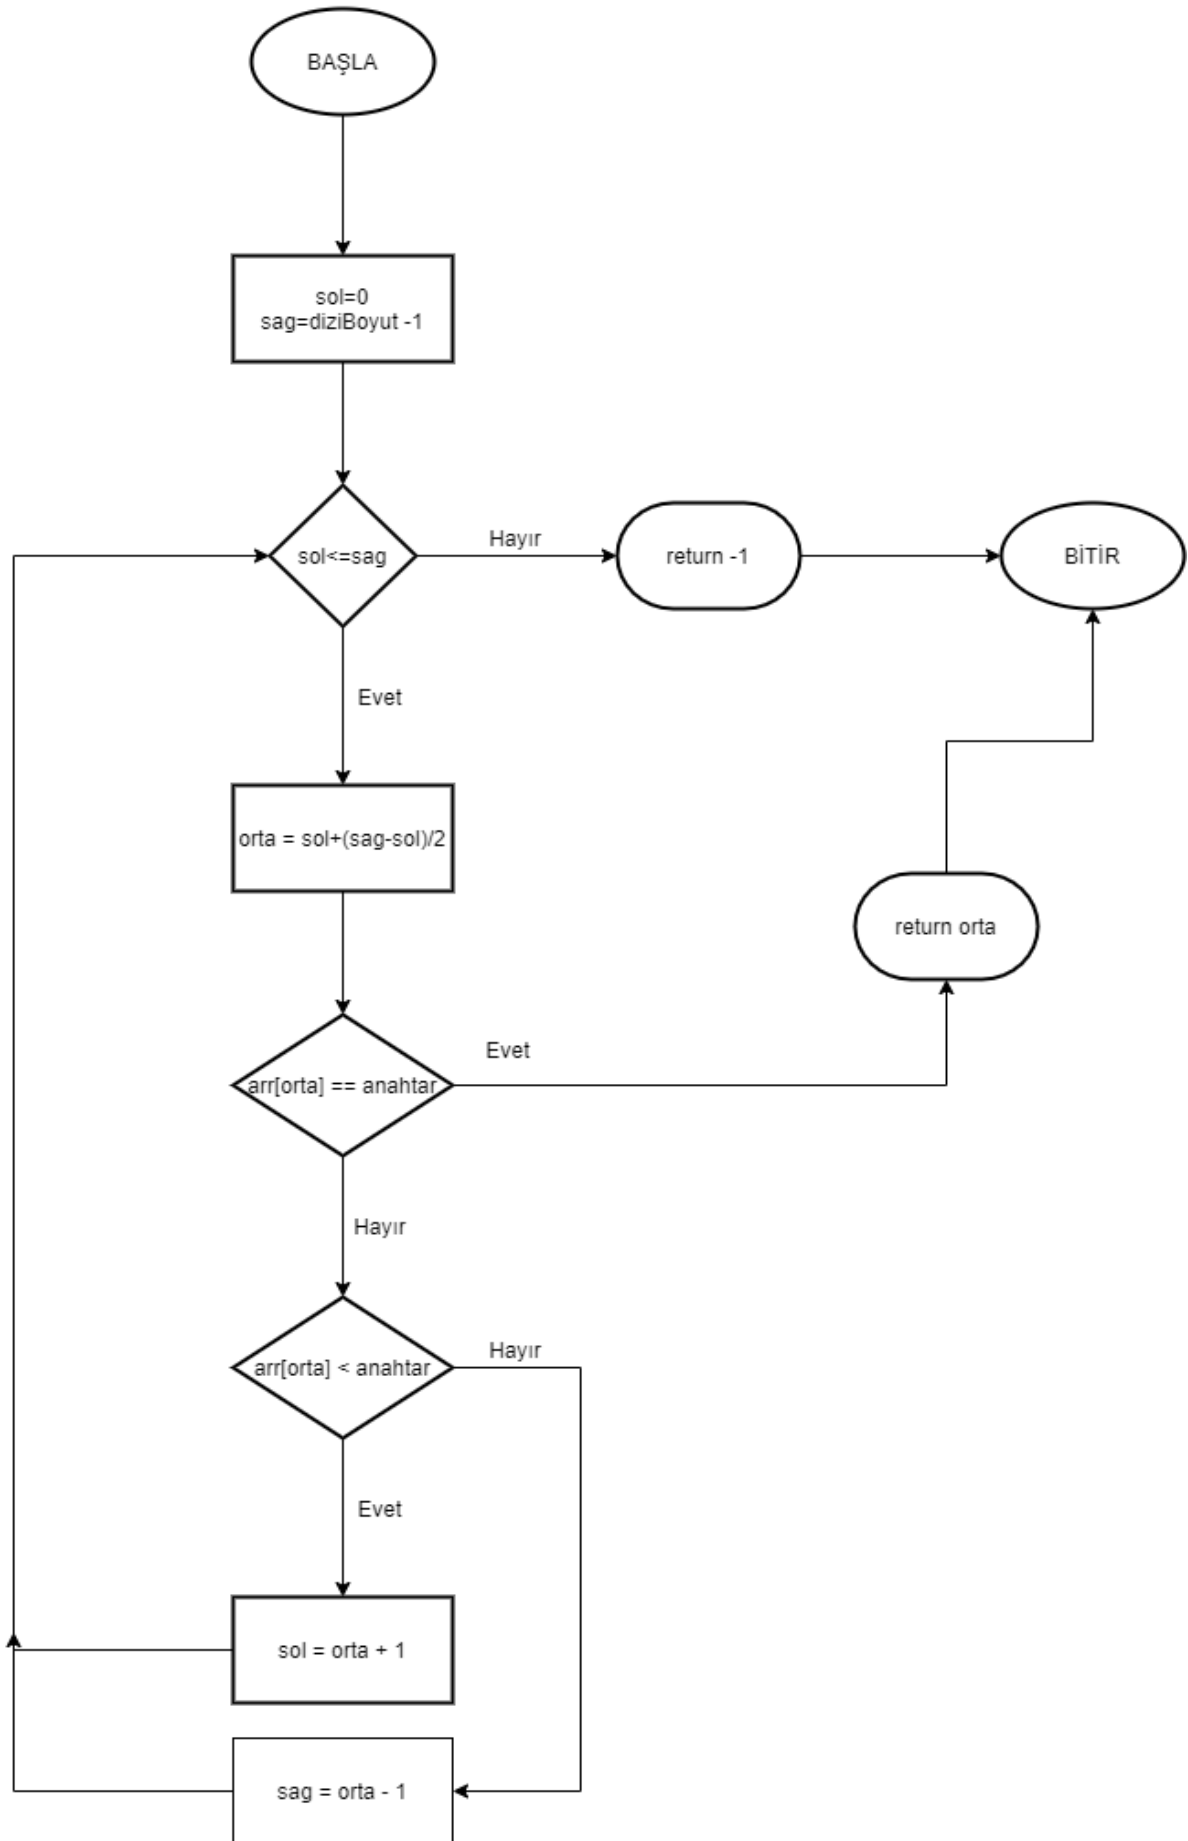 BAŞLA
sol=0
sag=diziBoyut -1
sol<=sag
Hayır
return -1
BİTİR
Evet
orta = sol+(sag-sol)/2
return orta
arr[orta] == anahtar
Evet
Hayır
arr[orta] < anahtar
Hayır
Evet
sol = orta + 1
sag = orta - 1